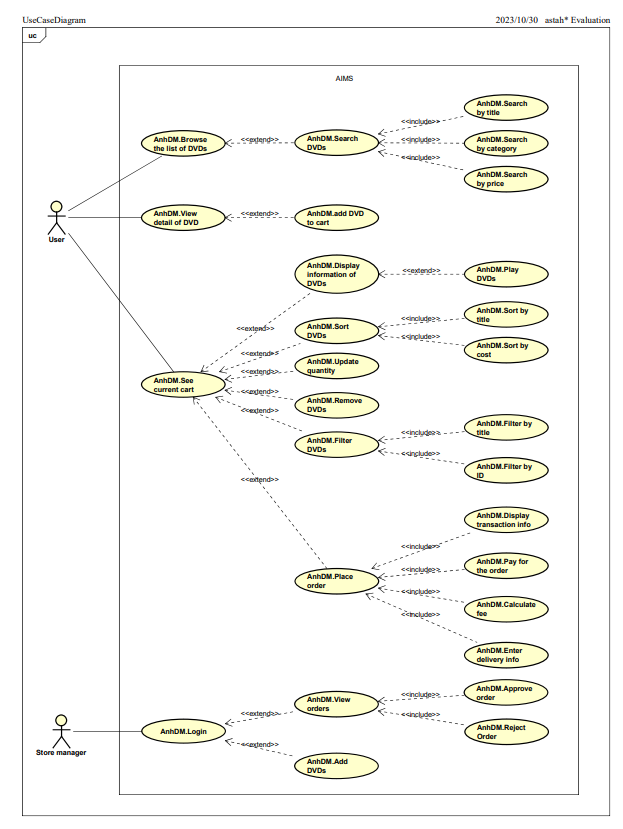 UseCaseDiagram
2023/10/30 astah* Evaluation
uc
AIMS
<<include>>
AnhDM.Search
by title
AnhDM.Browse
the list of DVDs
<<extend>>
AnhDM.Search
DVDs
<<include>>
AnhDM.Search
by category
<<include>>
AnhDM.Search
by price
User
AnhDM.View
detail of DVD
<<extend>>
AnhDM.add DVD
to cart
AnhDM.Display
information of
DVDs
<<extend>>
AnhDM.Play
DVDs
<<extend>>
AnhDM.Sort
DVDs
<<include>>
AnhDM.Sort by
title
<<include>>
AnhDM.Sort by
cost
<<extend>>
AnhDM.Update
quantity
<<extend>>
AnhDM.See
current cart
<<extend>>
AnhDM.Remove
DVDs
<<extend>>
AnhDM.Filter
DVDs
<<include>>
AnhDM.Filter by
title
<<include>>
AnhDM.Filter by
ID
<<extend>>
AnhDM.Display
transaction info
<<include>>
AnhDM.Place
order
<<include>>
AnhDM.Pay for
the order
<<include>>
AnhDM.Calculate
fee
<<include>>
AnhDM.Enter
delivery info
Store manager
AnhDM.Login
<<extend>>
AnhDM.View
orders
<<include>>
AnhDM.Approve
order
<<include>>
AnhDM.Reject
Order
<<extend>>
AnhDM.Add
DVDs